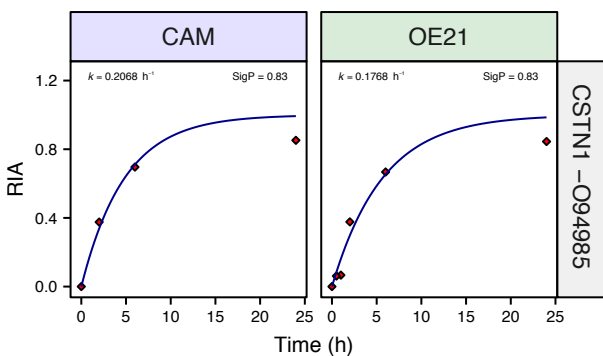 CAM
OE21
k = 0.2068 h⁻¹
SigP = 0.83
k = 0.1768 h⁻¹
SigP = 0.83
CSTN1 −O94985
RIA
1.2
0.8
0.4
0.0
0 5 10 15 20 25
0 5 10 15 20 25
Time (h)